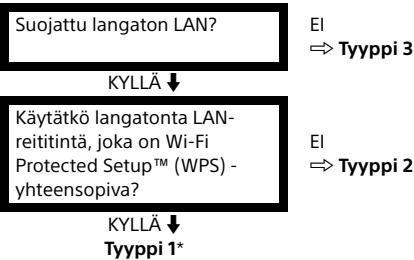 Suojattu langaton LAN?
EI
⇨ Tyyppi 3
KYLLÄ ⬇
Käytätkö langatonta LAN-
reititintä, joka on Wi-Fi
Protected Setup™ (WPS) -
yhteensopiva?
EI
⇨ Tyyppi 2
KYLLÄ ⬇
Tyyppi 1*